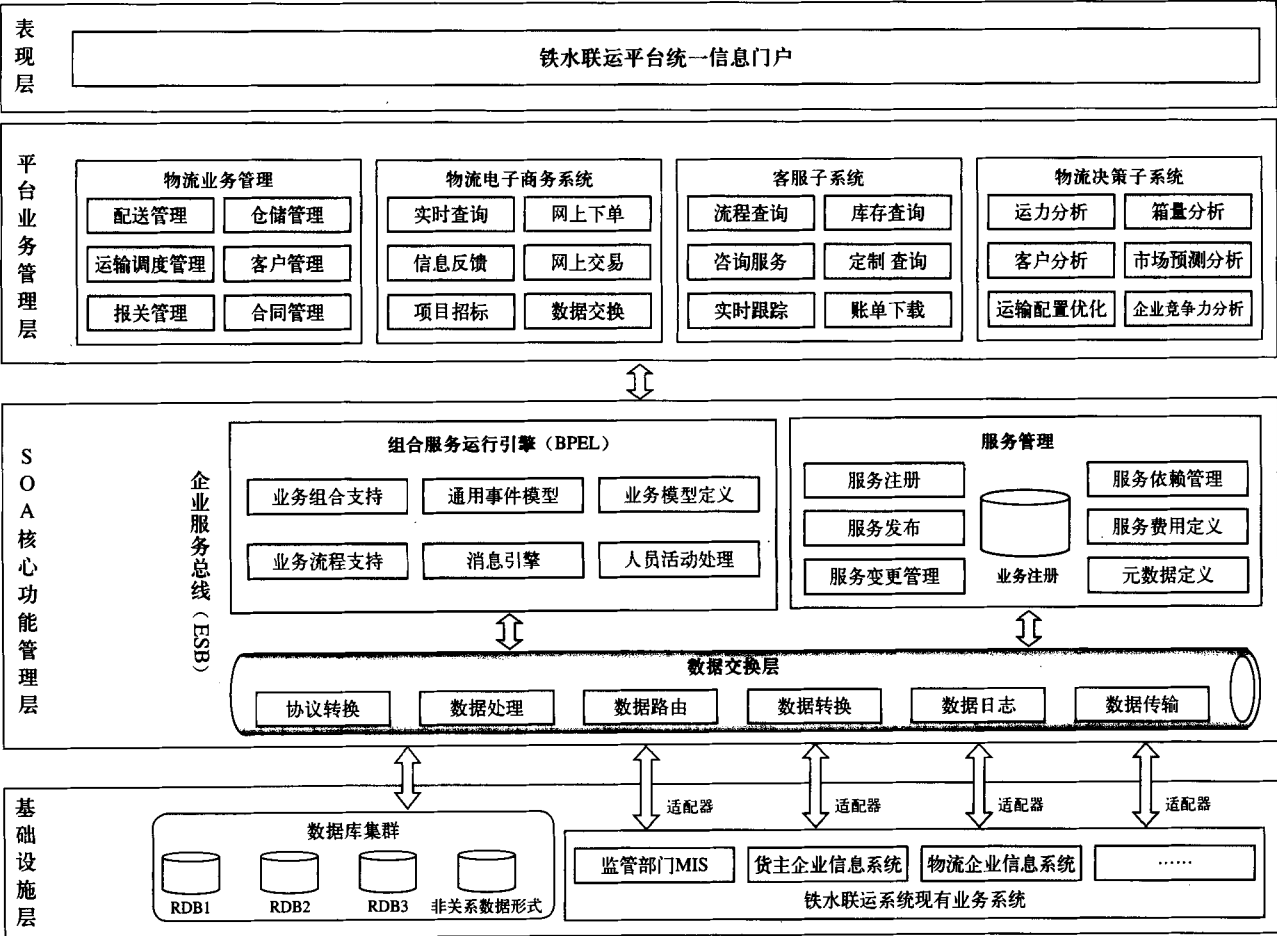 表现层
铁水联运平台统一信息门户
平台业务管理层
物流业务管理
配送管理 仓储管理
运输调度管理 客户管理
报关管理 合同管理
物流电子商务系统
实时查询 网上下单
信息反馈 网上交易
项目招标 数据交换
客服子系统
流程查询 库存查询
咨询服务 定制 查询
实时跟踪 账单下载
物流决策子系统
运力分析 箱量分析
客户分析 市场预测分析
运输配置优化 企业竞争力分析
SOA核心功能管理层
企业服务总线(ESB)
组合服务运行引擎(BPEL)
业务组合支持 通用事件模型 业务模型定义
业务流程支持 消息引擎 人员活动处理
服务管理
服务注册
服务发布
服务变更管理
业务注册
服务依赖管理
服务费用定义
元数据定义
数据交换层
协议转换 数据处理 数据路由 数据转换 数据日志 数据传输
基础设施层
适配器 适配器 适配器 适配器
数据库集群
RDB1 RDB2 RDB3 非关系数据形式
监管部门MIS 货主企业信息系统 物流企业信息系统 ……
铁水联运系统现有业务系统